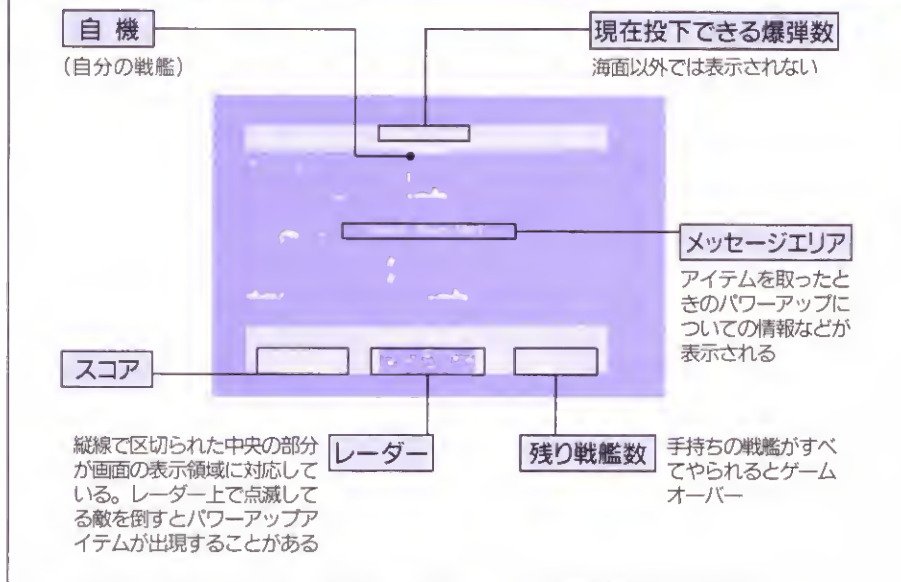 自機
(自分の戦艦)
現在投下できる爆弾数
海面以外では表示されない
メッセージエリア
アイテムを取ったと
きのパワーアップに
ついての情報などが
表示される
スコア
縦線で区切られた中央の部分
が画面の表示領域に対応して
いる。レーダー上で点滅して
る敵を倒すとパワーアップア
イテムが出現することがある
レーダー
残り戦艦数
手持ちの戦艦がすべ
てやられるとゲーム
オーバー